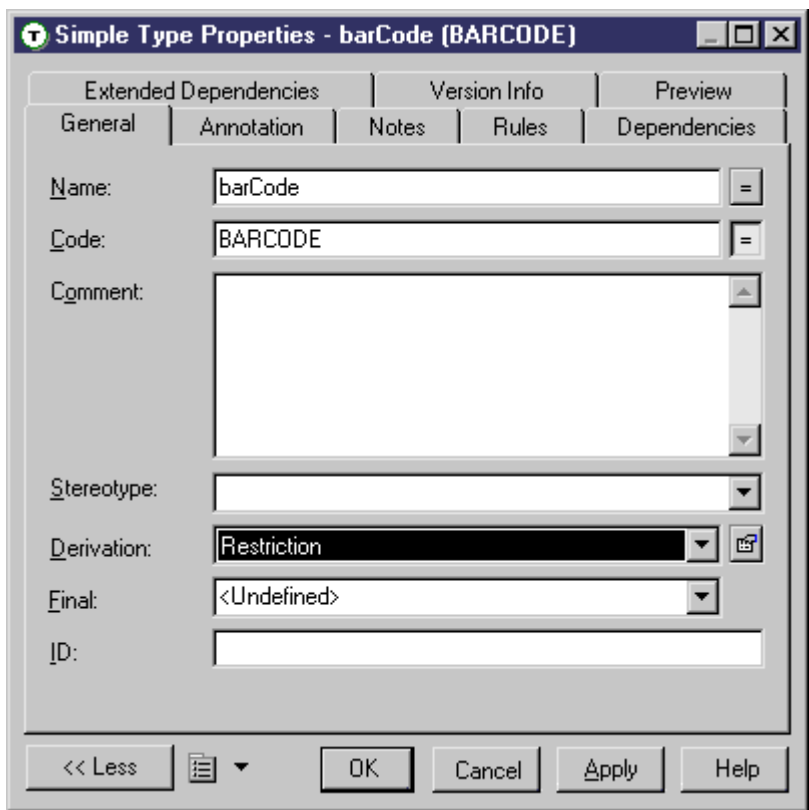 Simple Type Properties - barCode (BARCODE)
Extended Dependencies Version Info Preview
General Annotation Notes Rules Dependencies
Name: barCode =
Code: BARCODE =
Comment:
Stereotype:
Derivation: Restriction
Final: <Undefined>
ID:
<< Less OK Cancel Apply Help